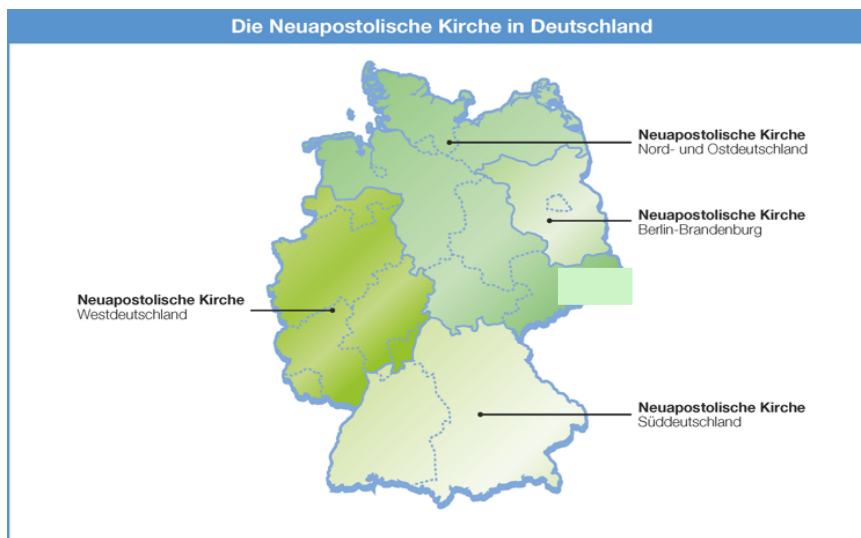 Die Neuapostolische Kirche in Deutschland
Neuapostolische Kirche
Nord- und Ostdeutschland
Neuapostolische Kirche
Berlin-Brandenburg
Neuapostolische Kirche
Westdeutschland
Neuapostolische Kirche
Süddeutschland